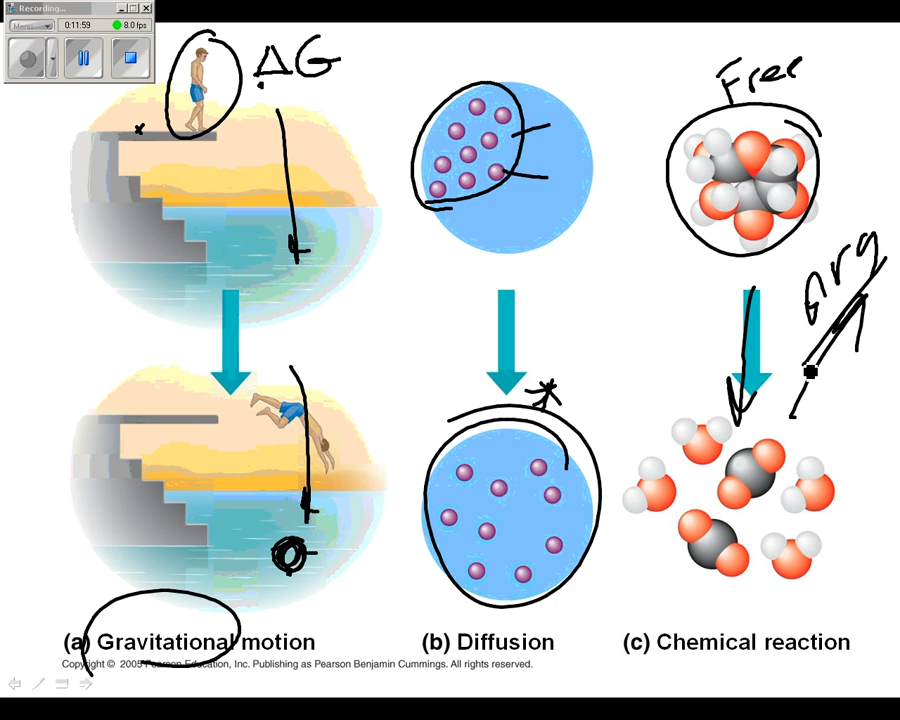 Recording...
Menu
0:11:59
8.0 fps
ΔG
Free
(a) Gravitational motion
(b) Diffusion
(c) Chemical reaction
Copyright © 2005 Pearson Education, Inc. Publishing as Pearson Benjamin Cummings. All rights reserved.